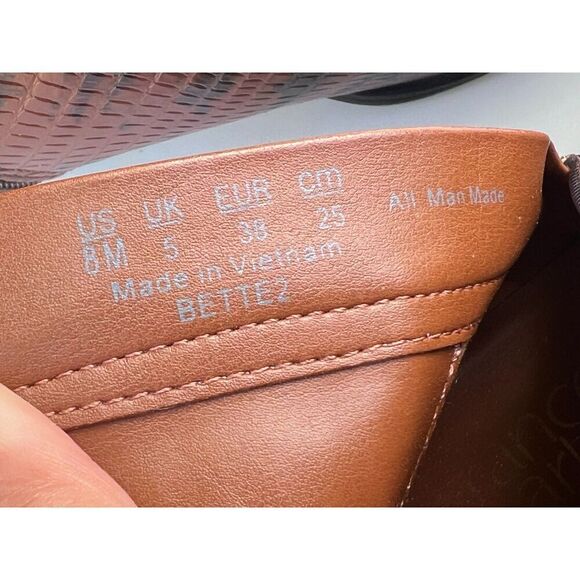 US UK EUR cm
8M 5 38 25
All Man Made
Made in Vietnam
BETTE2